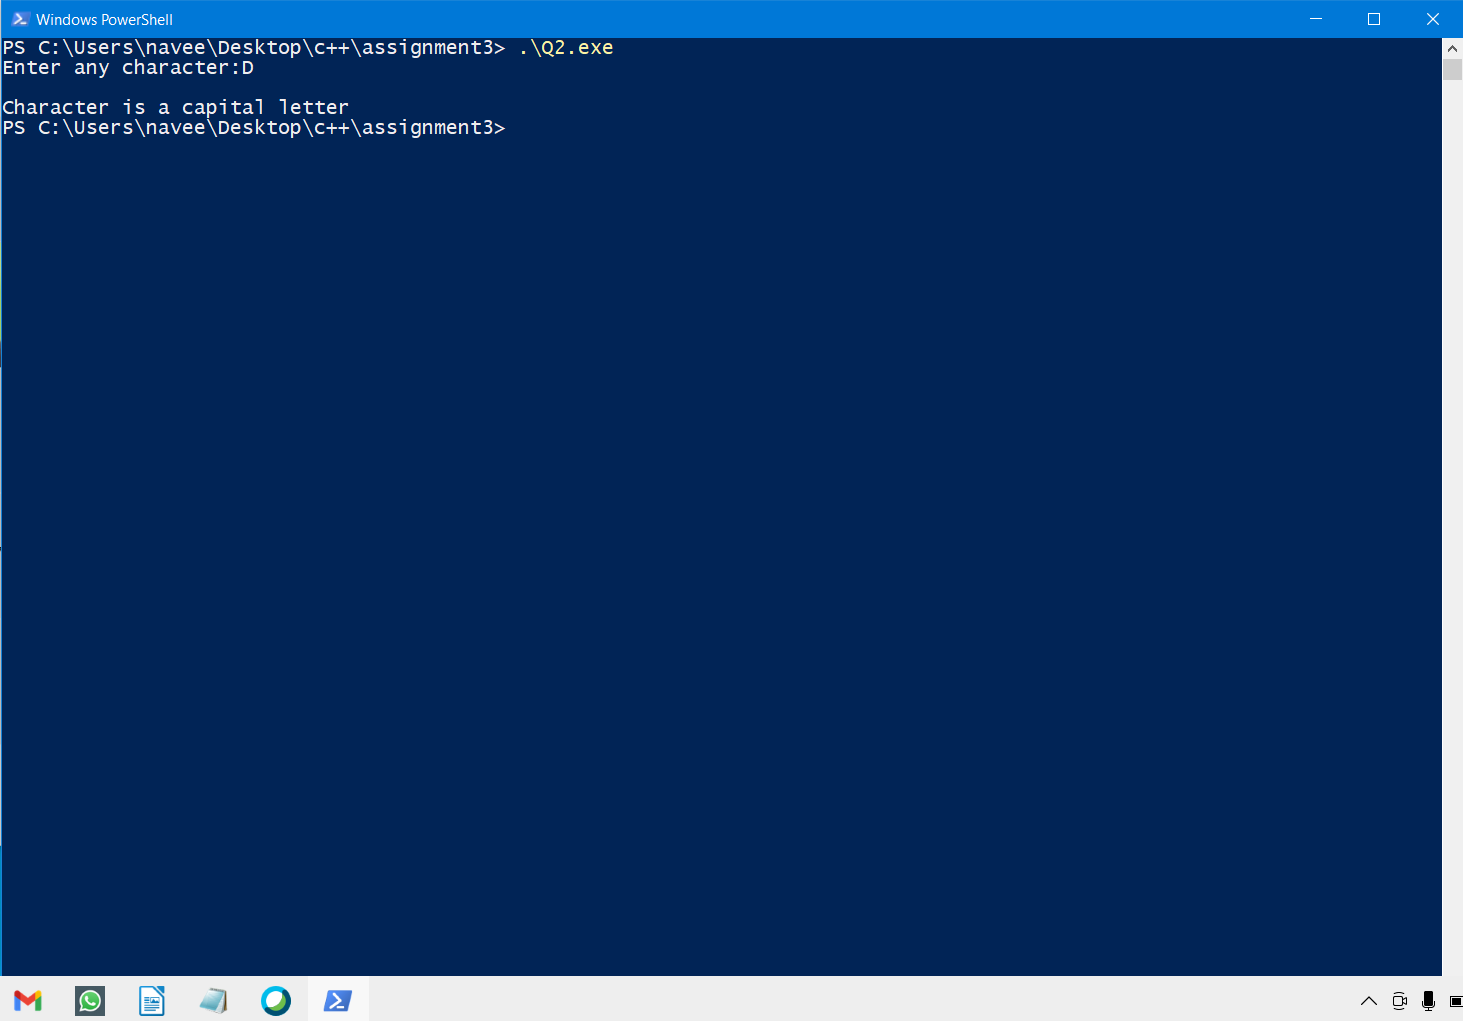 Windows PowerShell
PS C:\Users\navee\Desktop\c++\assignment3> .\Q2.exe
Enter any character:D
Character is a capital letter
PS C:\Users\navee\Desktop\c++\assignment3>